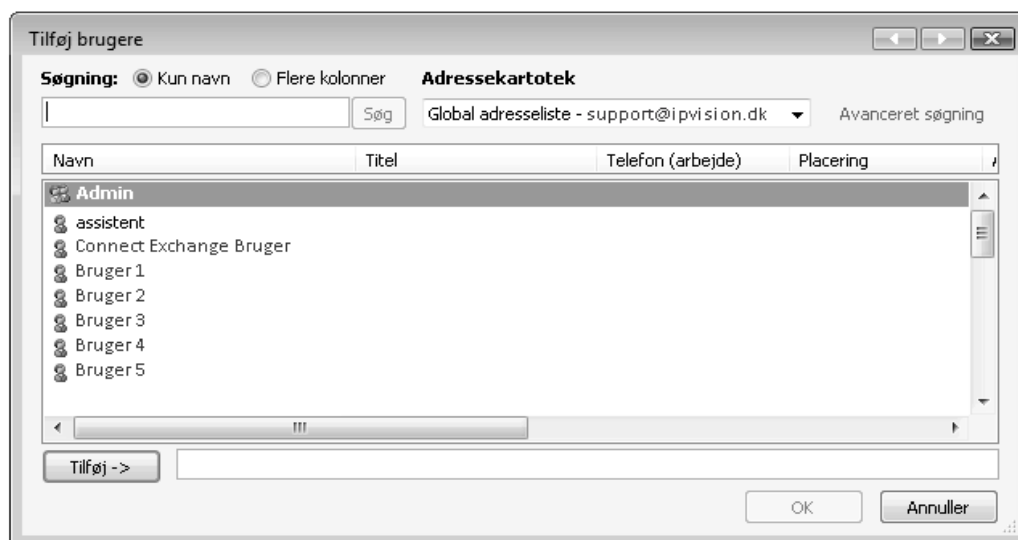 Tilføj brugere
Søgning: Kun navn Flere kolonner Adressekartotek
Søg Global adresseliste - support@ipvision.dk Avanceret søgning
Navn Titel Telefon (arbejde) Placering
Admin
assistent
Connect Exchange Bruger
Bruger 1
Bruger 2
Bruger 3
Bruger 4
Bruger 5
Tilføj ->
OK Annuller